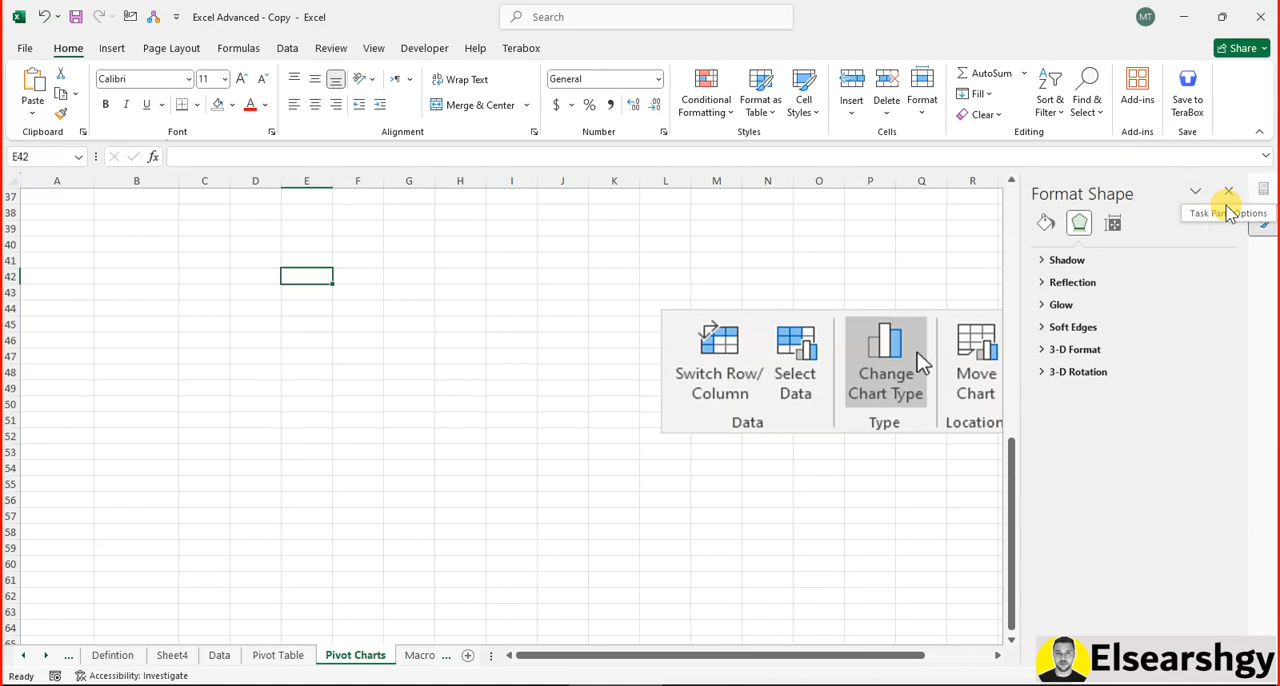 Excel Advanced - Copy - Excel
Search
MT
File Home Insert Page Layout Formulas Data Review View Developer Help Terabox
Share
Paste
Clipboard
Calibri 11
B I U
Font
Wrap Text
Merge & Center
Alignment
General
$ % ,
Number
Conditional Formatting
Format as Table
Cell Styles
Styles
Insert
Delete
Format
Cells
AutoSum
Fill
Clear
Sort & Filter
Find & Select
Editing
Add-ins
Add-ins
Save to TeraBox
Save
E42
fx
A B C D E F G H I J K L M N O P Q R
37
38
39
40
41
42
43
44
45
46
47
48
49
50
51
52
53
54
55
56
57
58
59
60
61
62
63
64
65
Switch Row/ Column
Select Data
Data
Change Chart Type
Type
Move Chart
Location
Format Shape
Shadow
Reflection
Glow
Soft Edges
3-D Format
3-D Rotation
... Defintion Sheet4 Data Pivot Table Pivot Charts Macro ...
Ready
Accessibility: Investigate
Elsearshgy